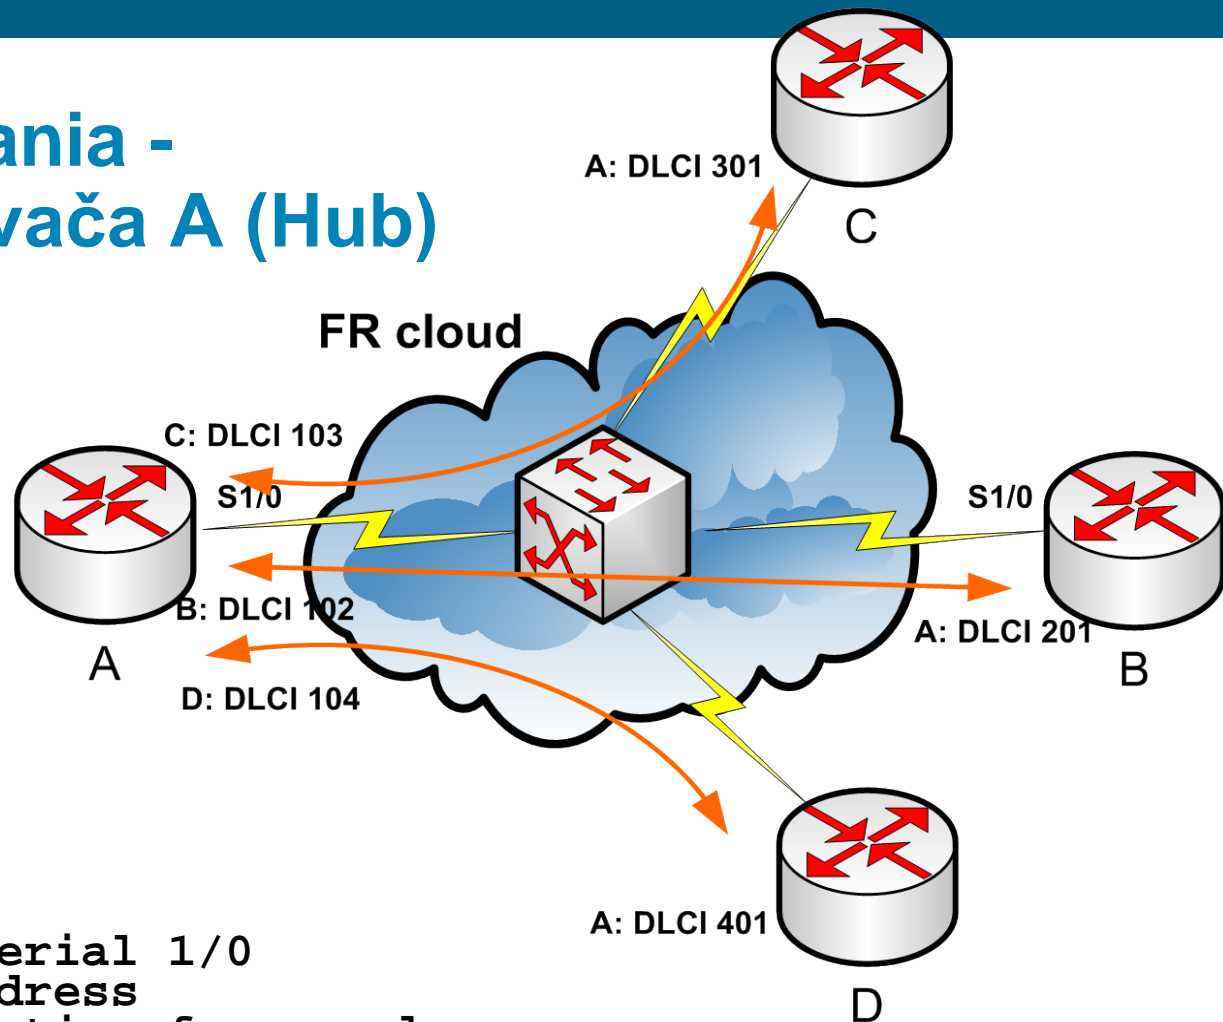 ania -
vača A (Hub)
A: DLCI 301
C
FR cloud
C: DLCI 103
S1/0
S1/0
B: DLCI 102
A: DLCI 201
A
B
D: DLCI 104
A: DLCI 401
D
erial 1/0
dress